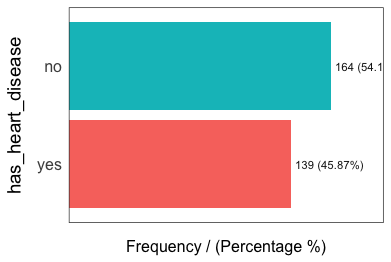 has_heart_disease
no
164 (54.1
yes
139 (45.87%)
Frequency / (Percentage %)